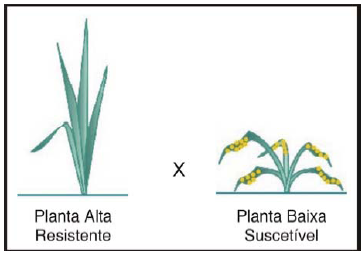 X
Planta Alta
Resistente
Planta Baixa
Suscetível